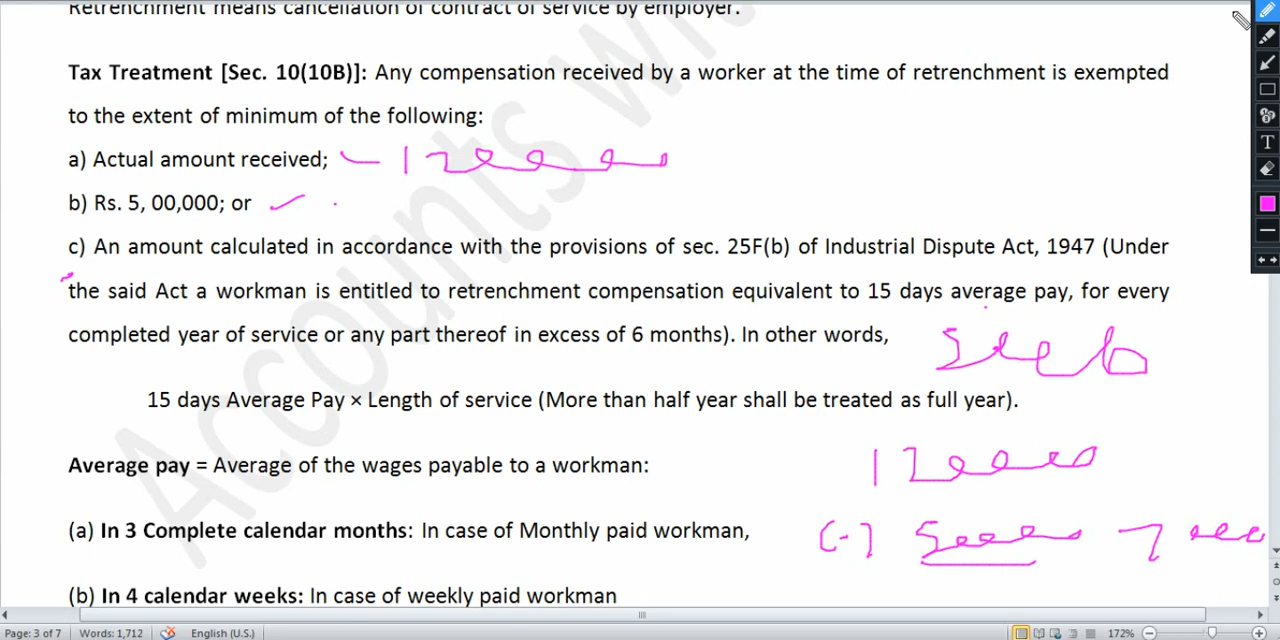 Retrenchment means cancellation of contract of service by employer.
Tax Treatment [Sec. 10(10B)]: Any compensation received by a worker at the time of retrenchment is exempted
to the extent of minimum of the following:
a) Actual amount received;
b) Rs. 5, 00,000; or
c) An amount calculated in accordance with the provisions of sec. 25F(b) of Industrial Dispute Act, 1947 (Under
the said Act a workman is entitled to retrenchment compensation equivalent to 15 days average pay, for every
completed year of service or any part thereof in excess of 6 months). In other words,
15 days Average Pay × Length of service (More than half year shall be treated as full year).
Average pay = Average of the wages payable to a workman:
(a) In 3 Complete calendar months: In case of Monthly paid workman,
(b) In 4 calendar weeks: In case of weekly paid workman
Accounts
Page: 3 of 7 Words: 1,712 English (U.S.) 172%